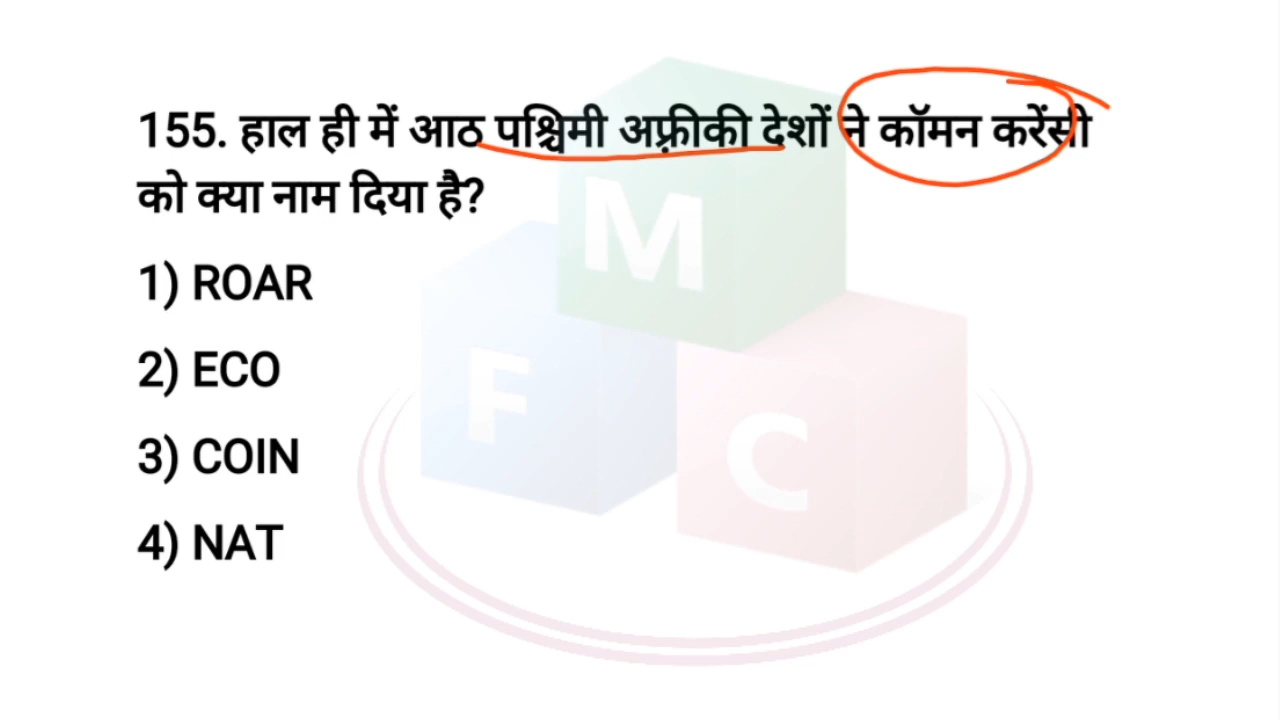 155. हाल ही में आठ पश्चिमी अफ़्रीकी देशों ने कॉमन करेंसी
को क्या नाम दिया है?
1) ROAR
2) ECO
3) COIN
4) NAT
M
F
C